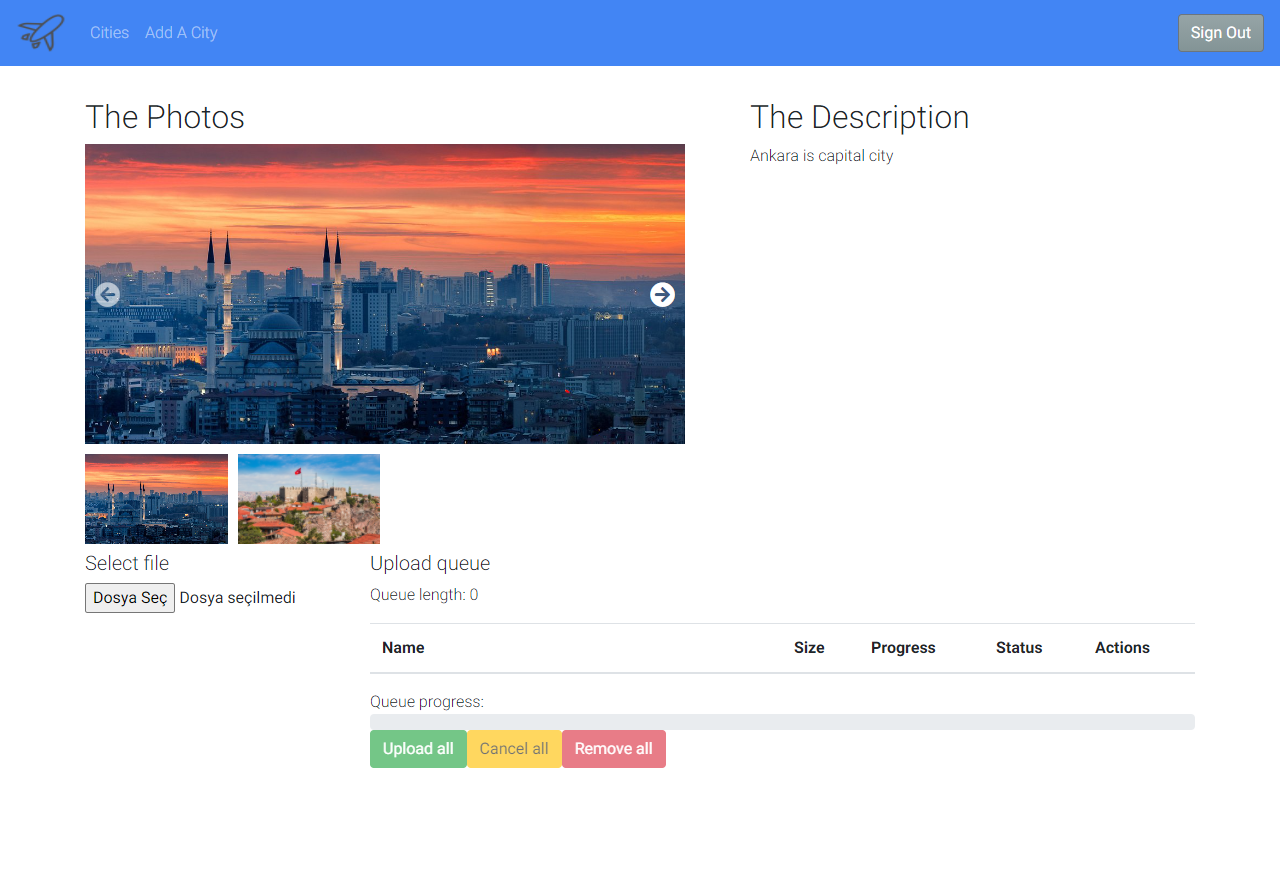 Cities Add A City Sign Out
The Photos
The Description
Ankara is capital city
Select file
Dosya Seç Dosya seçilmedi
Upload queue
Queue length: 0
Name Size Progress Status Actions
Queue progress:
Upload all Cancel all Remove all